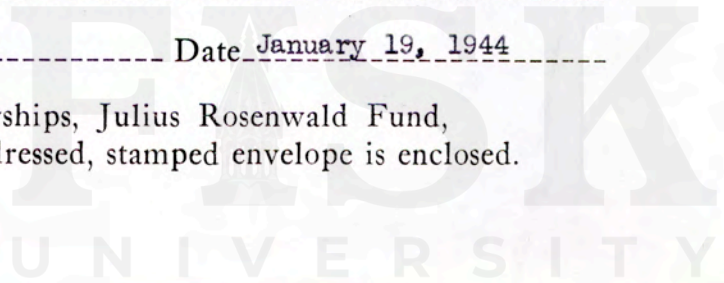 Date January 19, 1944
ships, Julius Rosenwald Fund,
ressed, stamped envelope is enclosed.
FISK
UNIVERSITY